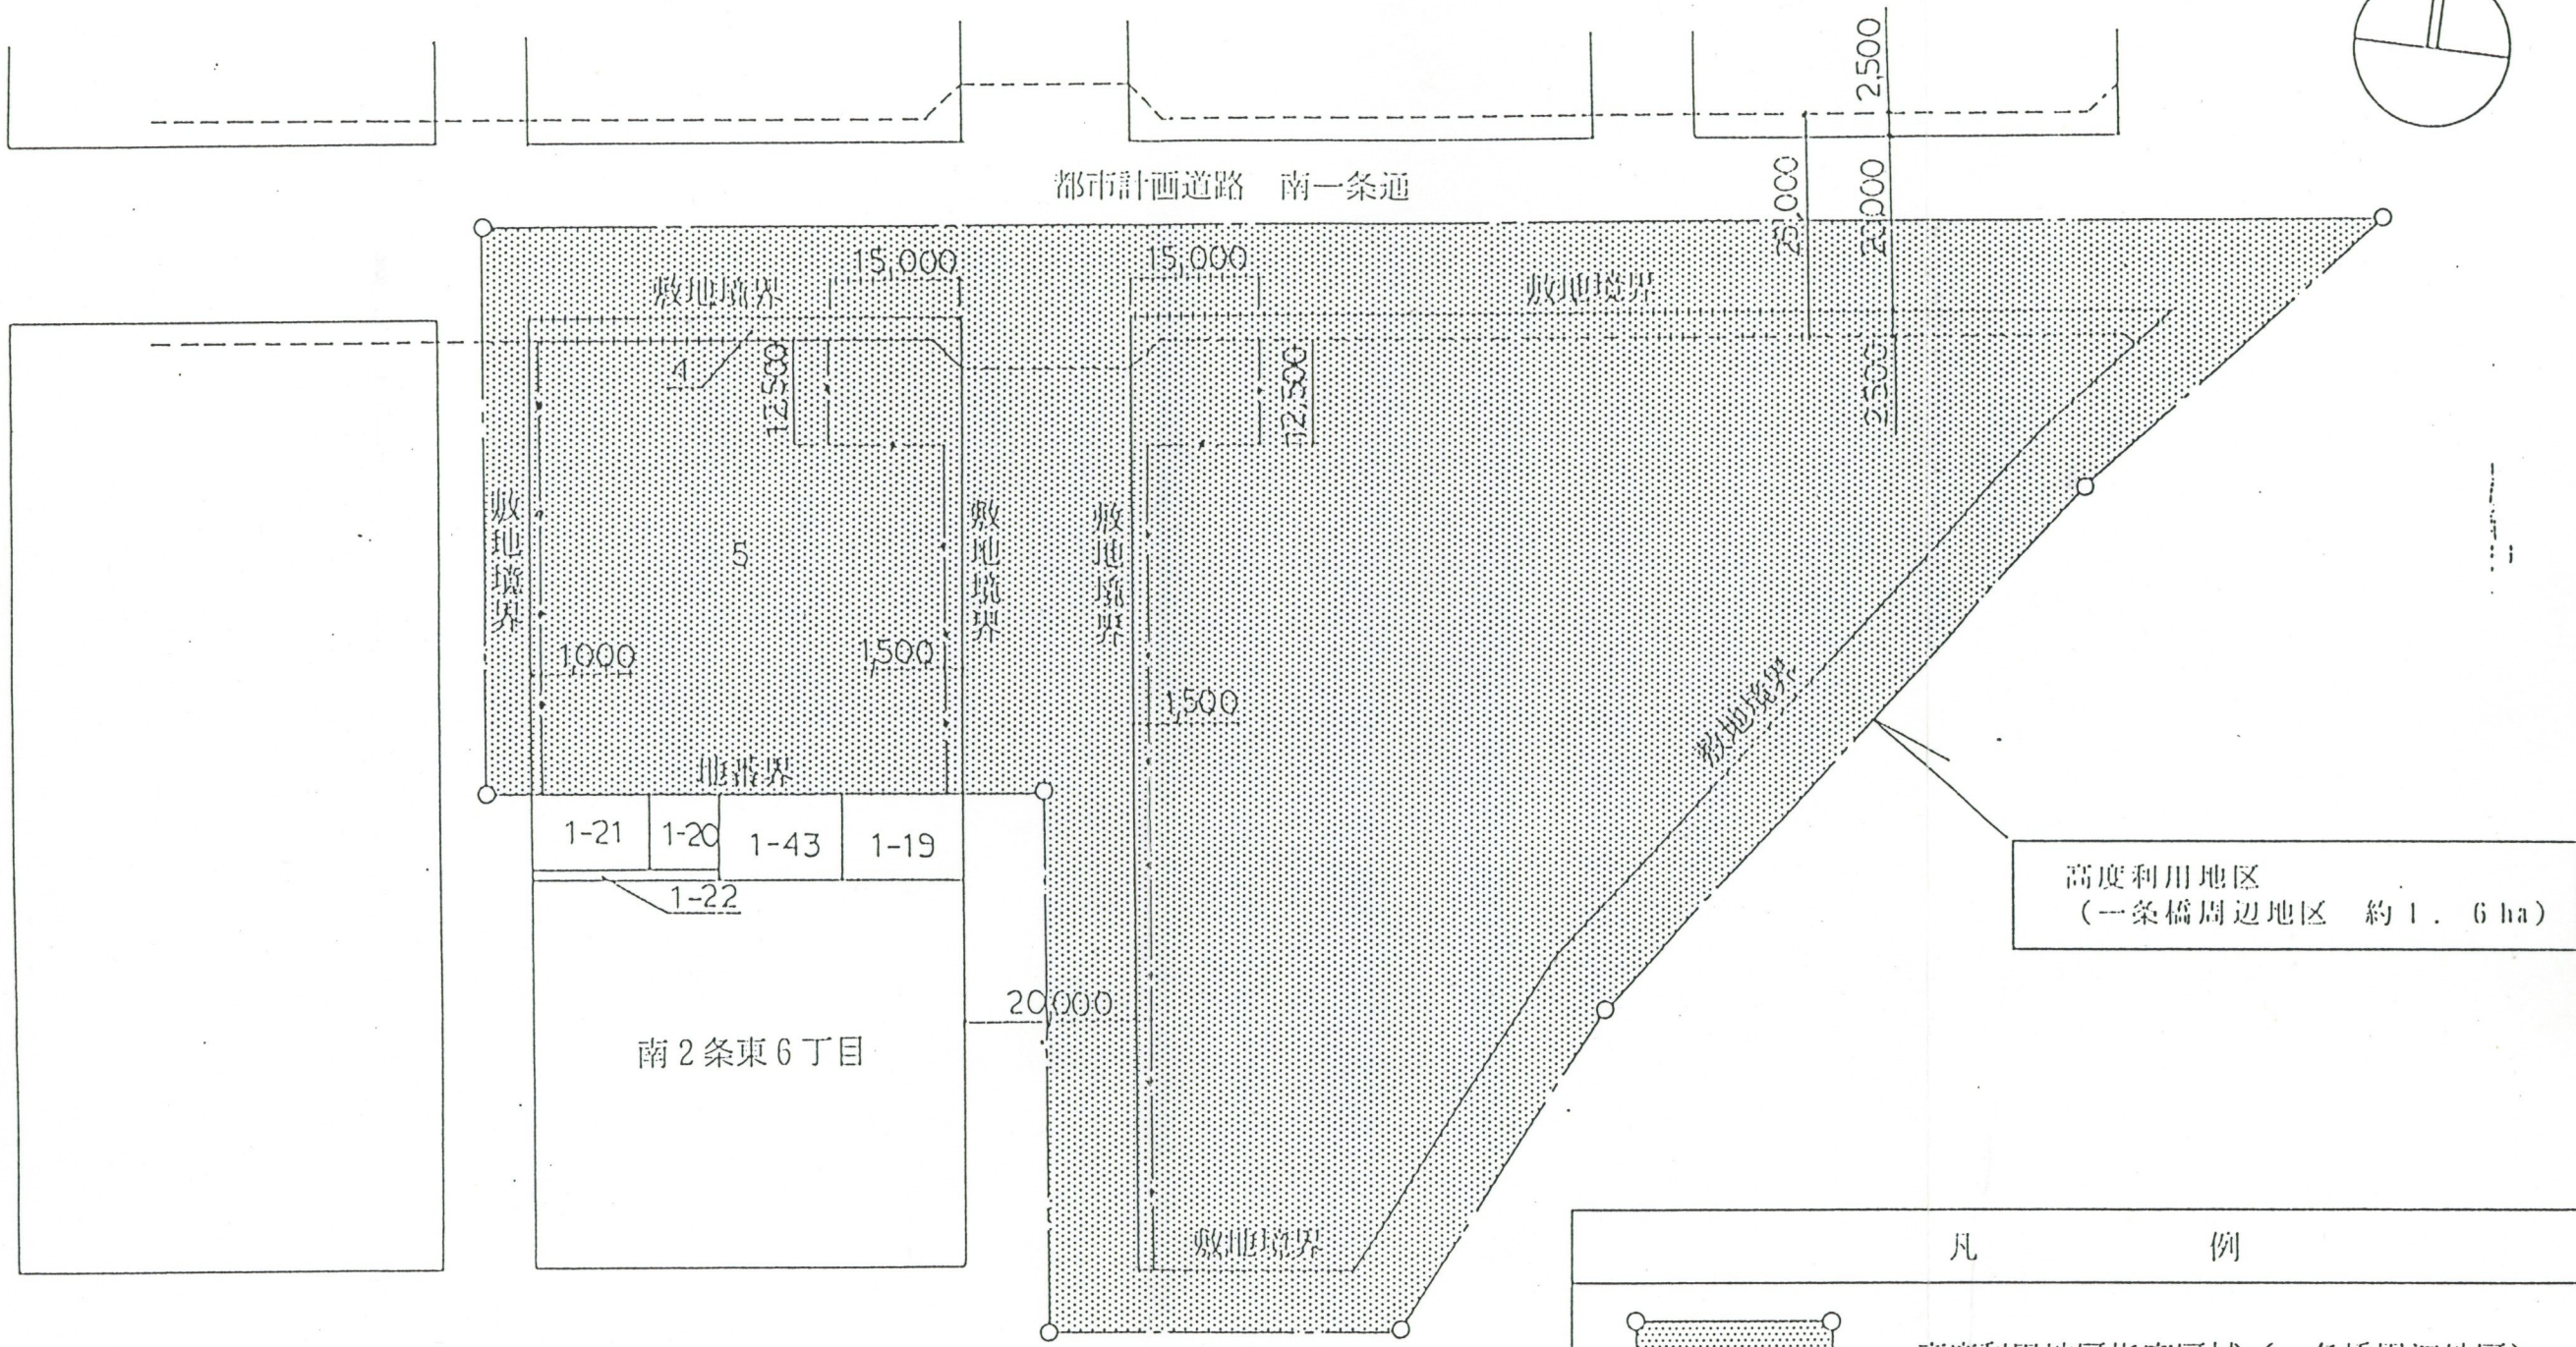 2,500
都市計画道路 南一条通
25,000
20,000
15,000
15,000
敷地境界
敷地境界
4
12,500
12,500
2,500
敷地境界
敷地境界
敷地境界
5
1,000
1,500
1,500
敷地境界
地番界
1-21
1-20
1-43
1-19
1-22
高度利用地区
(一条橋周辺地区 約1.6ha)
20,000
南2条東6丁目
敷地境界
凡 例